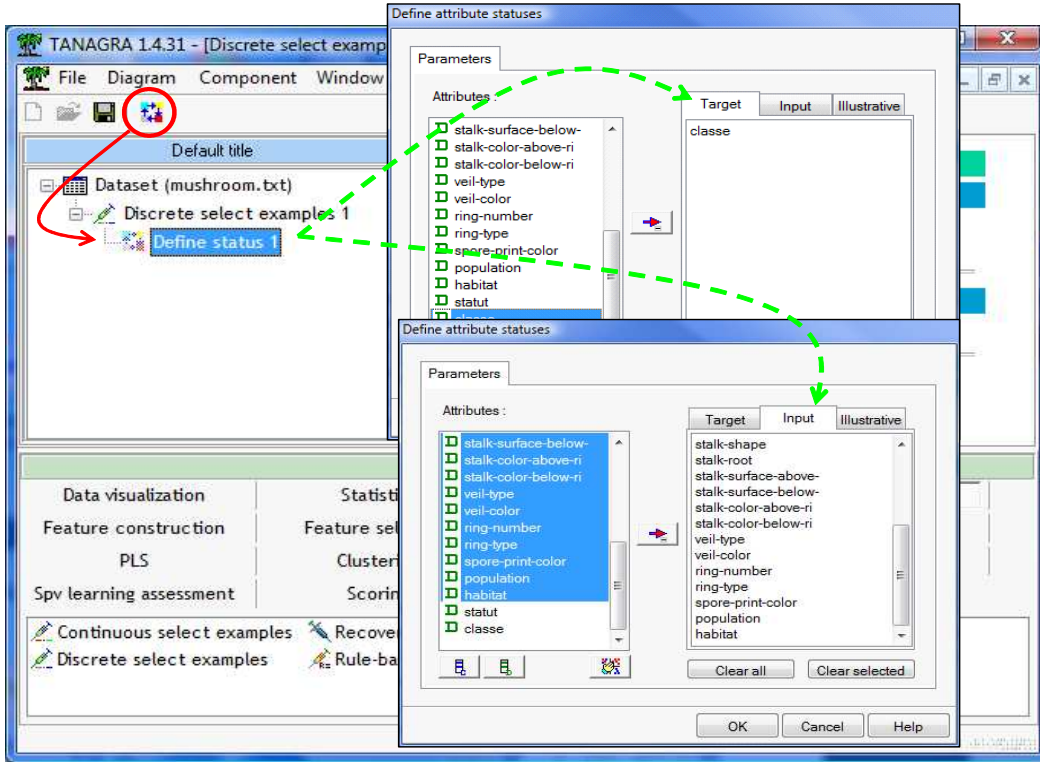 Define attribute statuses
TANAGRA 1.4.31 - [Discrete select examp
File Diagram Component Window
Default title
Dataset (mushroom.txt)
Discrete select examples 1
Define status 1
Parameters
Attributes :
stalk-surface-below-
stalk-color-above-ri
stalk-color-below-ri
veil-type
veil-color
ring-number
ring-type
spore-print-color
population
habitat
statut
classe
Target Input Illustrative
classe
Define attribute statuses
Parameters
Attributes :
stalk-surface-below-
stalk-color-above-ri
stalk-color-below-ri
veil-type
veil-color
ring-number
ring-type
spore-print-color
population
habitat
statut
classe
Target Input Illustrative
stalk-shape
stalk-root
stalk-surface-above-
stalk-surface-below-
stalk-color-above-ri
stalk-color-below-ri
veil-type
veil-color
ring-number
ring-type
spore-print-color
population
habitat
Clear all Clear selected
OK Cancel Help
Data visualization Statisti
Feature construction Feature sel
PLS Clusteri
Spv learning assessment Scorin
Continuous select examples Recove
Discrete select examples Rule-ba